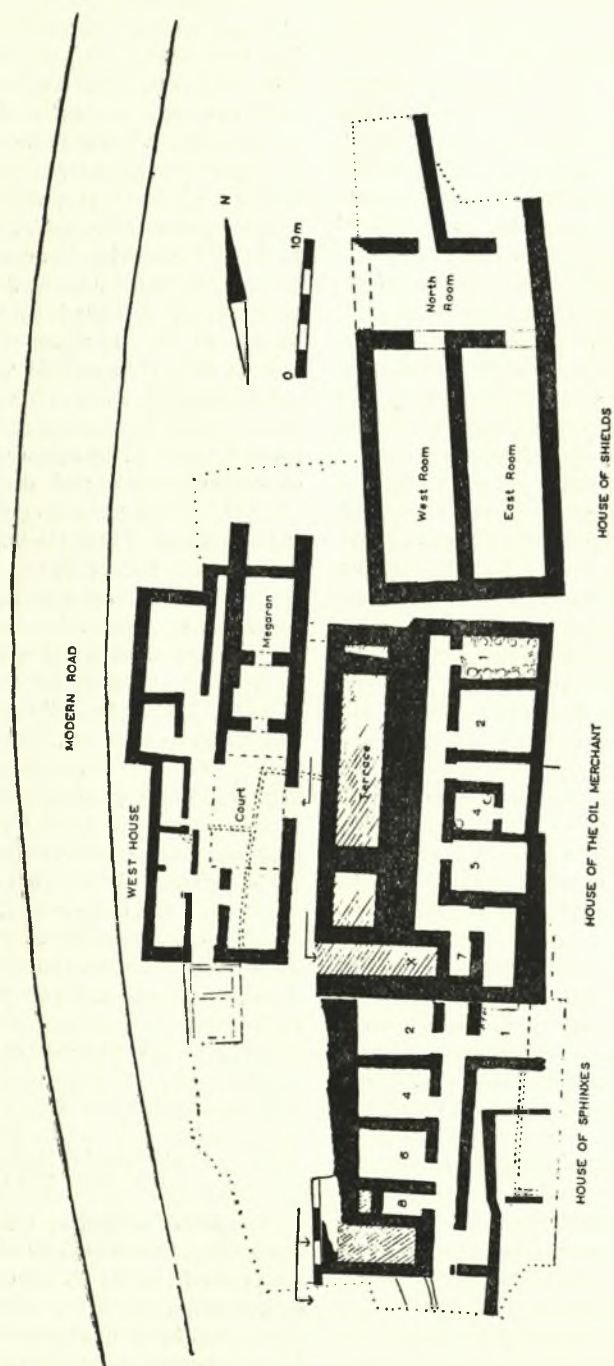 MODERN ROAD
N
0
10m
WEST HOUSE
Court
Megaron
North
Room
West Room
East Room
HOUSE OF SHIELDS
Terrace
X
1
2
4
5
7
HOUSE OF THE OIL MERCHANT
1
2
4
6
8
HOUSE OF SPHINXES